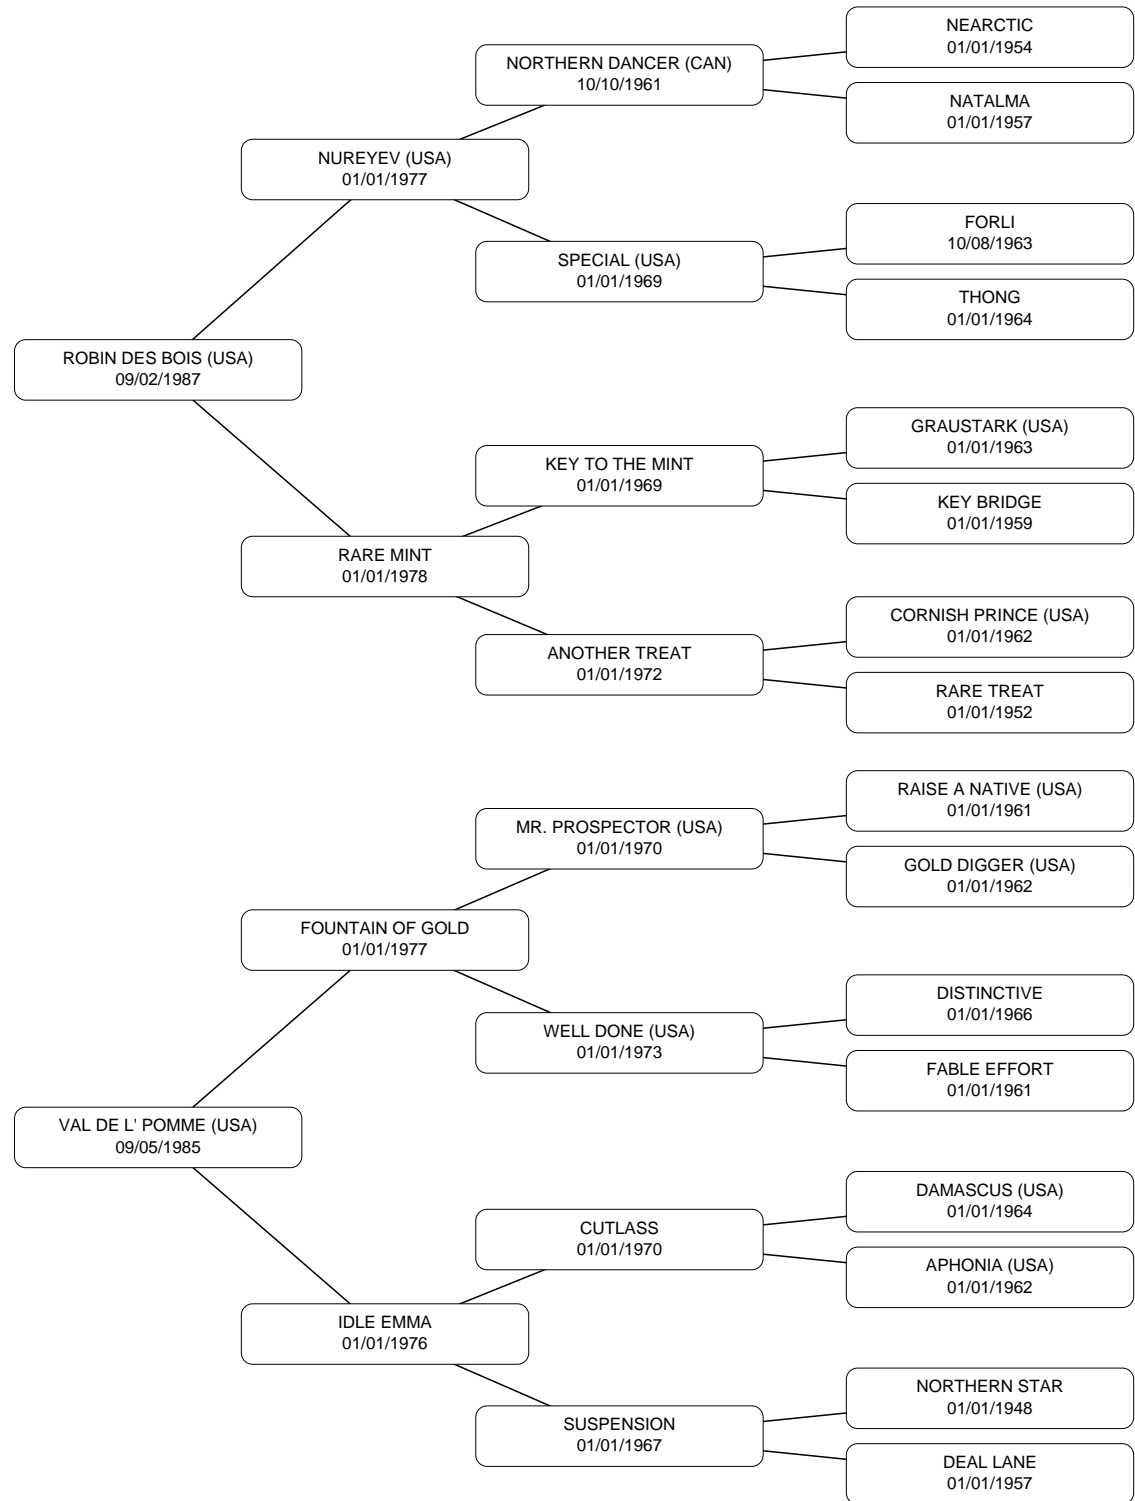 NEARCTIC
01/01/1954
NORTHERN DANCER (CAN)
10/10/1961
NATALMA
01/01/1957
NUREYEV (USA)
01/01/1977
FORLI
10/08/1963
SPECIAL (USA)
01/01/1969
THONG
01/01/1964
ROBIN DES BOIS (USA)
09/02/1987
GRAUSTARK (USA)
01/01/1963
KEY TO THE MINT
01/01/1969
KEY BRIDGE
01/01/1959
RARE MINT
01/01/1978
CORNISH PRINCE (USA)
01/01/1962
ANOTHER TREAT
01/01/1972
RARE TREAT
01/01/1952
RAISE A NATIVE (USA)
01/01/1961
MR. PROSPECTOR (USA)
01/01/1970
GOLD DIGGER (USA)
01/01/1962
FOUNTAIN OF GOLD
01/01/1977
DISTINCTIVE
01/01/1966
WELL DONE (USA)
01/01/1973
FABLE EFFORT
01/01/1961
VAL DE L' POMME (USA)
09/05/1985
DAMASCUS (USA)
01/01/1964
CUTLASS
01/01/1970
APHONIA (USA)
01/01/1962
IDLE EMMA
01/01/1976
NORTHERN STAR
01/01/1948
SUSPENSION
01/01/1967
DEAL LANE
01/01/1957